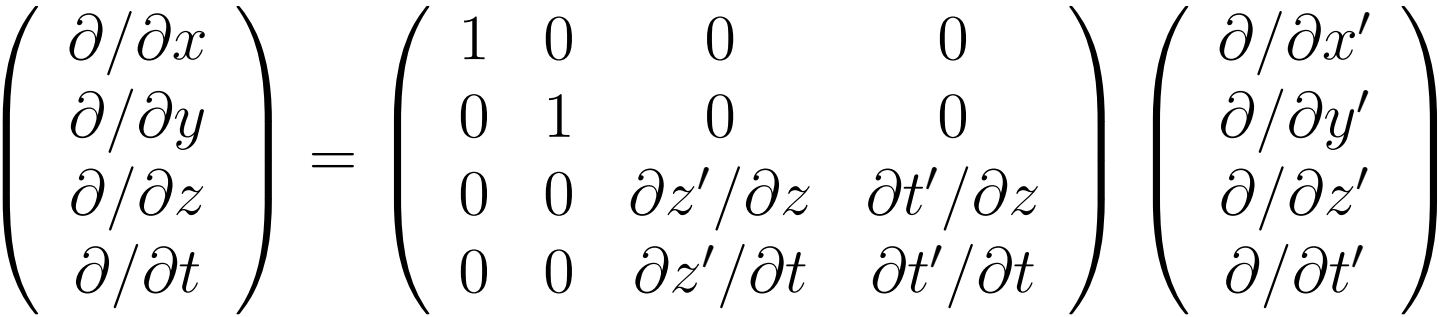 ∂/∂x 1 0 0 0 ∂/∂x′
∂/∂y 0 1 0 0 ∂/∂y′
=
∂/∂z 0 0 ∂z′/∂z ∂t′/∂z ∂/∂z′
∂/∂t 0 0 ∂z′/∂t ∂t′/∂t ∂/∂t′